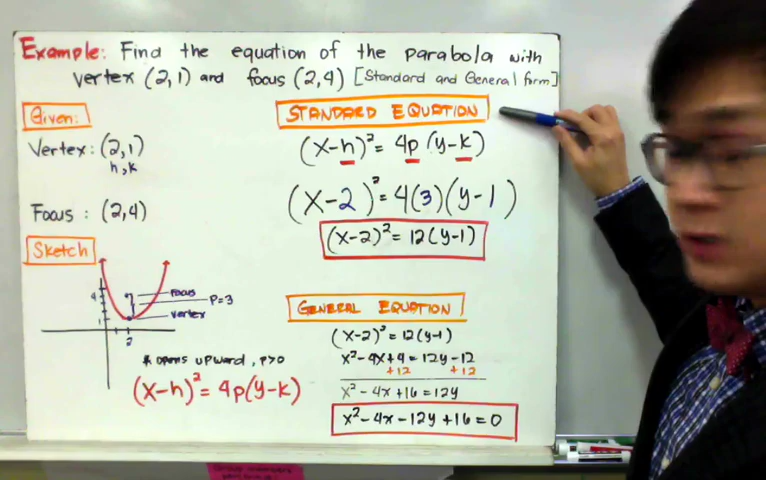 Example: Find the equation of the parabola with
vertex (2,1) and focus (2,4) [Standard and General form]
Given:
Vertex: (2,1)
h,k
Focus : (2,4)
Sketch
4
1
2
Focus
P=3
vertex
* opens upward, p>0
(x-h)² = 4p(y-k)
STANDARD EQUATION
(x-h)² = 4p(y-k)
(x-2)² = 4(3)(y-1)
(x-2)² = 12(y-1)
GENERAL EQUATION
(x-2)² = 12(y-1)
x² -4x+4 = 12y-12
+12 +12
x² -4x+16 = 12y
x² -4x-12y+16=0